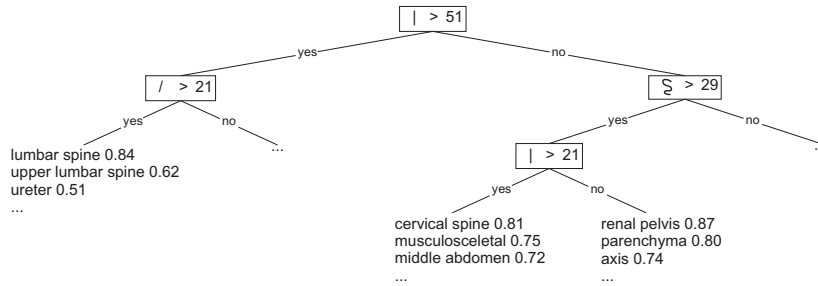 | > 51
yes
no
/ > 21
> 29
yes
no
yes
no
...
lumbar spine 0.84
upper lumbar spine 0.62
ureter 0.51
...
| > 21
yes
no
cervical spine 0.81
musculosceletal 0.75
middle abdomen 0.72
...
renal pelvis 0.87
parenchyma 0.80
axis 0.74
...